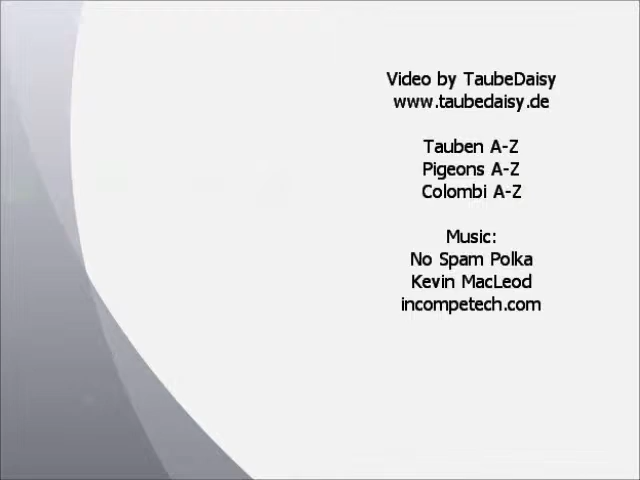 Video by TaubeDaisy
www.taubedaisy.de
Tauben A-Z
Pigeons A-Z
Colombi A-Z
Music:
No Spam Polka
Kevin MacLeod
incompetech.com